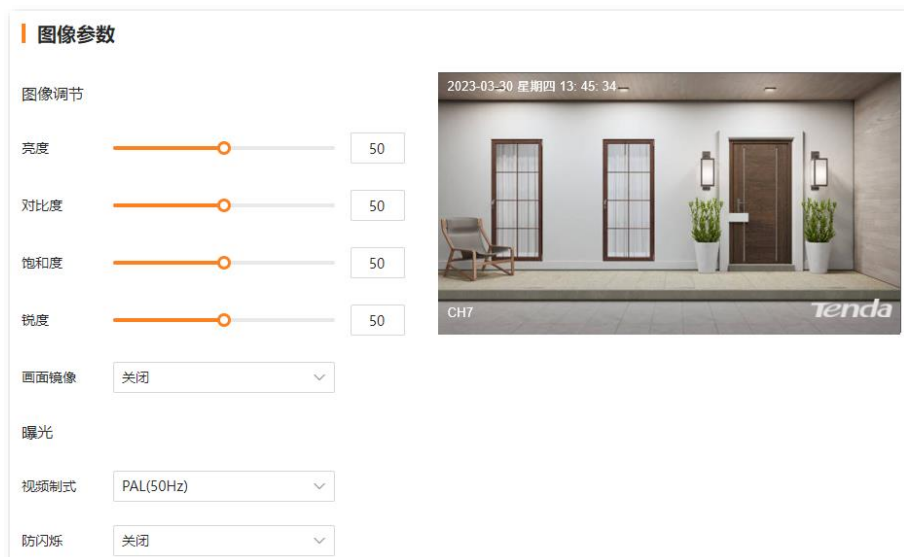 图像参数
图像调节
2023-03-30 星期四 13: 45: 34
亮度 50
对比度 50
饱和度 50
锐度 50
CH7
Tenda
画面镜像 关闭
曝光
视频制式 PAL(50Hz)
防闪烁 关闭